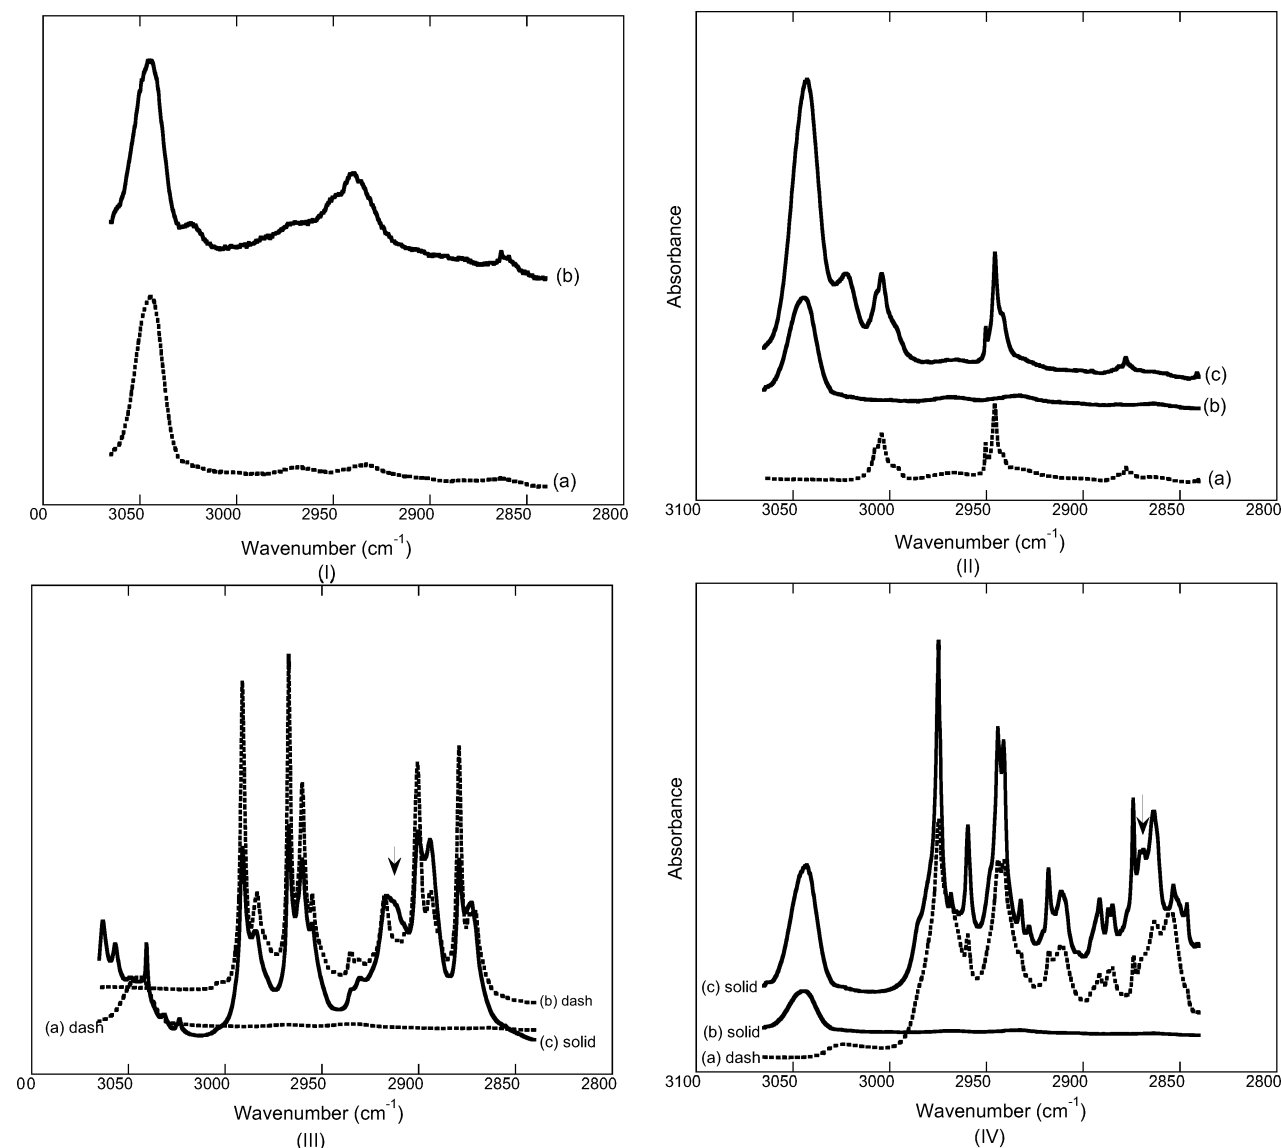 (b)
(a)
00 3050 3000 2950 2900 2850 2800
Wavenumber (cm-1)
(I)
Absorbance
(c)
(b)
(a)
3100 3050 3000 2950 2900 2850 2800
Wavenumber (cm-1)
(II)
(b) dash
(a) dash
(c) solid
00 3050 3000 2950 2900 2850 2800
Wavenumber (cm-1)
(III)
Absorbance
(c) solid
(b) solid
(a) dash
3100 3050 3000 2950 2900 2850 2800
Wavenumber (cm-1)
(IV)